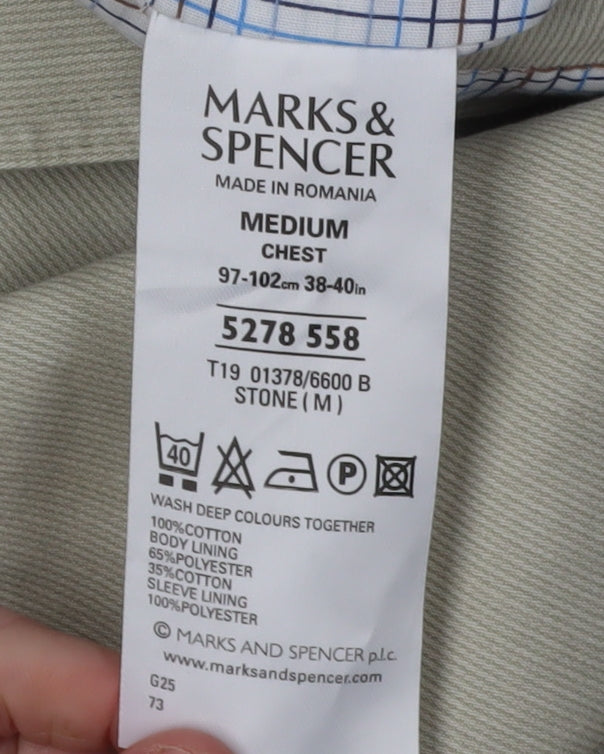 MARKS &
SPENCER
MADE IN ROMANIA
MEDIUM
CHEST
97-102cm 38-40in
5278 558
T19 01378/6600 B
STONE ( M )
40 P
WASH DEEP COLOURS TOGETHER
100%COTTON
BODY LINING
65%POLYESTER
35%COTTON
SLEEVE LINING
100%POLYESTER
© MARKS AND SPENCER p.l.c.
www.marksandspencer.com
G25
73